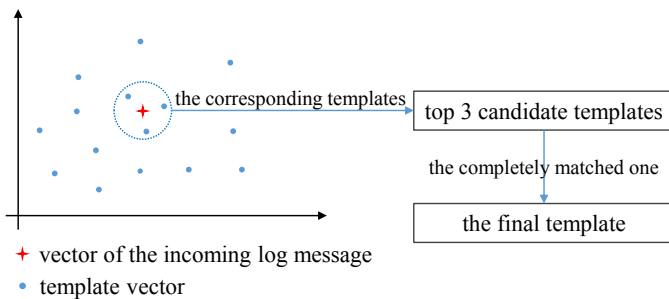 the corresponding templates
top 3 candidate templates
the completely matched one
the final template
vector of the incoming log message
template vector